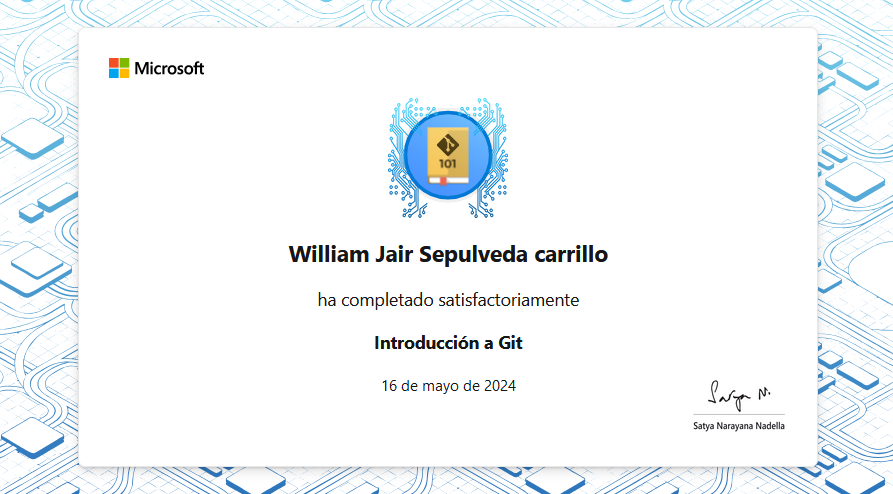 Microsoft
101
William Jair Sepulveda carrillo
ha completado satisfactoriamente
Introducción a Git
16 de mayo de 2024
Satya N.
Satya Narayana Nadella